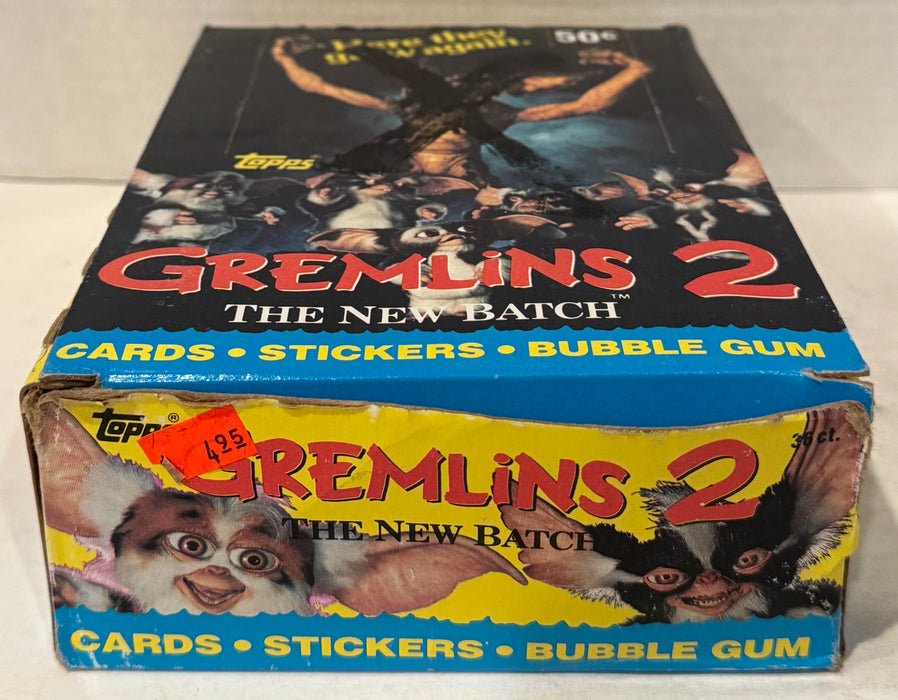 Here they
grow again.
50¢
topps
GREMLiNS 2
™
THE NEW BATCH
CARDS • STICKERS • BUBBLE GUM
topps®
36 ct.
4.95
GREMLiNS 2
THE NEW BATCH
CARDS • STICKERS • BUBBLE GUM